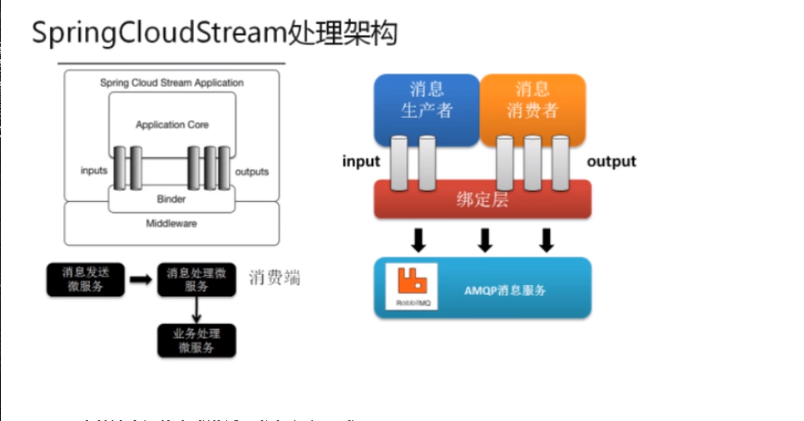 SpringCloudStream处理架构
Spring Cloud Stream Application
Application Core
inputs
outputs
Binder
Middleware
消息发送
微服务
消息处理微
服务
消费端
业务处理
微服务
消息
生产者
消息
消费者
input
output
绑定层
RabbitMQ
AMQP消息服务